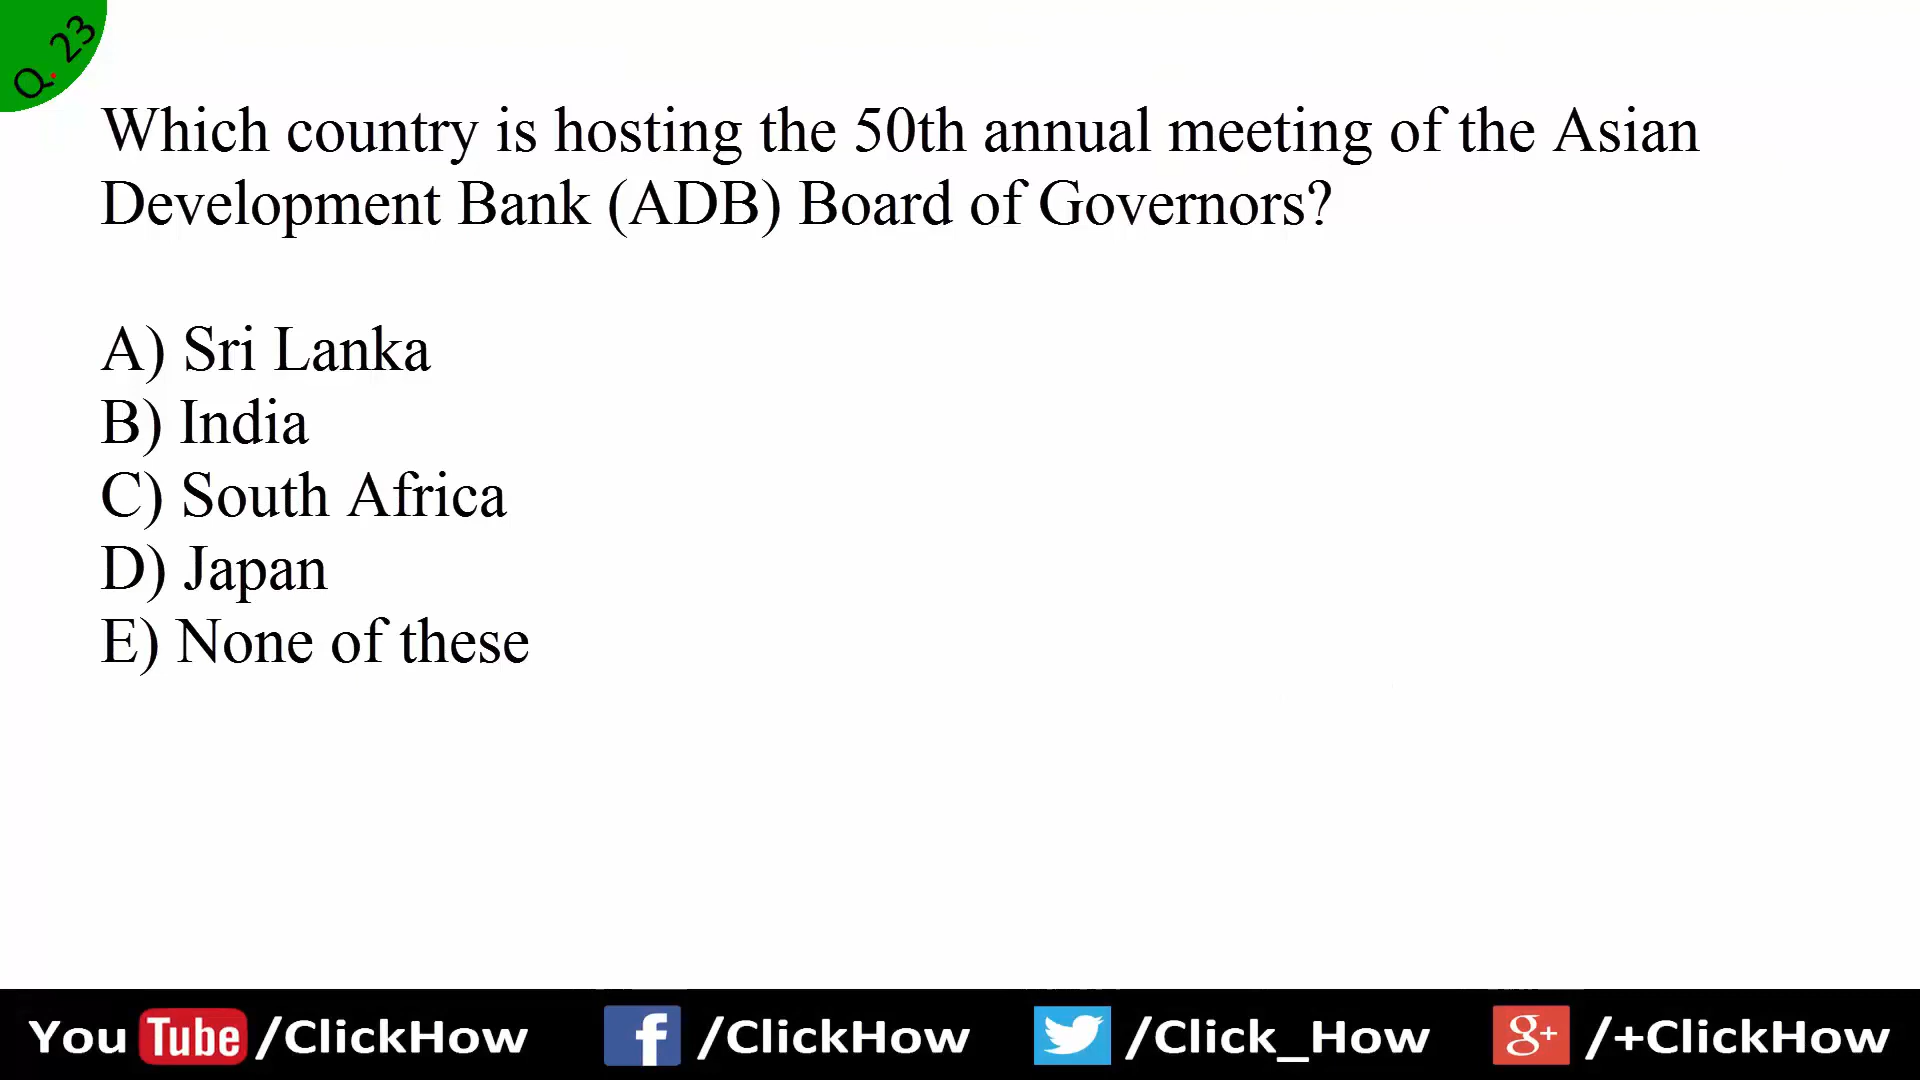 Q. 23
Which country is hosting the 50th annual meeting of the Asian
Development Bank (ADB) Board of Governors?
A) Sri Lanka
B) India
C) South Africa
D) Japan
E) None of these
You Tube /ClickHow f /ClickHow /Click_How g+ /+ClickHow